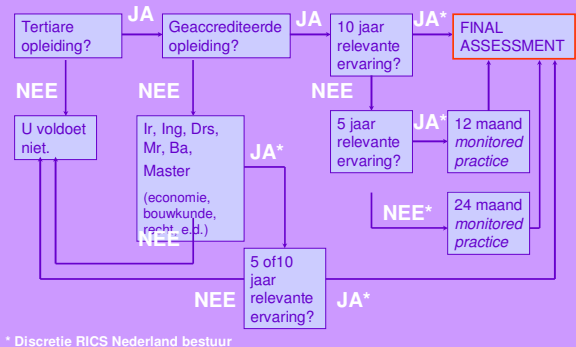 Tertiare
opleiding?
JA
Geaccrediteerde
opleiding?
JA
10 jaar
relevante
ervaring?
JA*
FINAL
ASSESSMENT
NEE
NEE
NEE
U voldoet
niet.
Ir, Ing, Drs,
Mr, Ba,
Master
(economie,
bouwkunde,
recht, e.d.)
NEE
JA*
5 jaar
relevante
ervaring?
JA*
12 maand
monitored
practice
NEE*
24 maand
monitored
practice
5 of10
jaar
relevante
ervaring?
NEE
JA*
* Discretie RICS Nederland bestuur